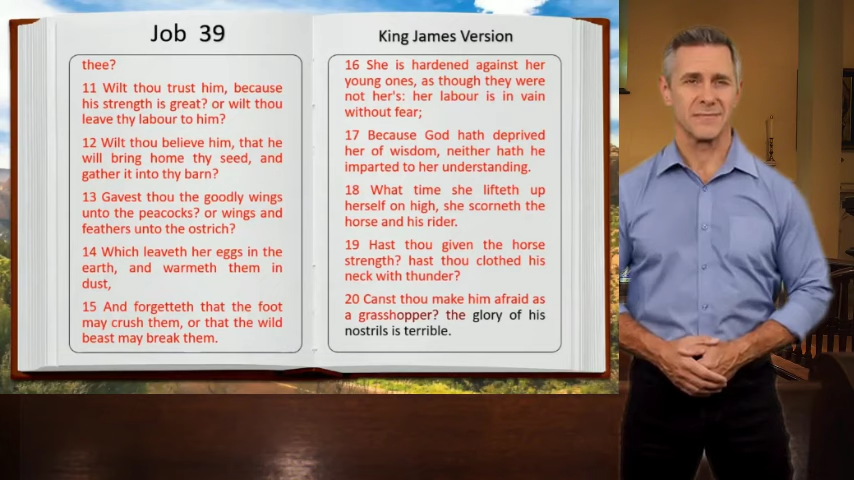 Job 39
thee?
11 Wilt thou trust him, because
his strength is great? or wilt thou
leave thy labour to him?
12 Wilt thou believe him, that he
will bring home thy seed, and
gather it into thy barn?
13 Gavest thou the goodly wings
unto the peacocks? or wings and
feathers unto the ostrich?
14 Which leaveth her eggs in the
earth, and warmeth them in
dust,
15 And forgetteth that the foot
may crush them, or that the wild
beast may break them.
King James Version
16 She is hardened against her
young ones, as though they were
not her's: her labour is in vain
without fear;
17 Because God hath deprived
her of wisdom, neither hath he
imparted to her understanding.
18 What time she lifteth up
herself on high, she scorneth the
horse and his rider.
19 Hast thou given the horse
strength? hast thou clothed his
neck with thunder?
20 Canst thou make him afraid as
a grasshopper? the glory of his
nostrils is terrible.